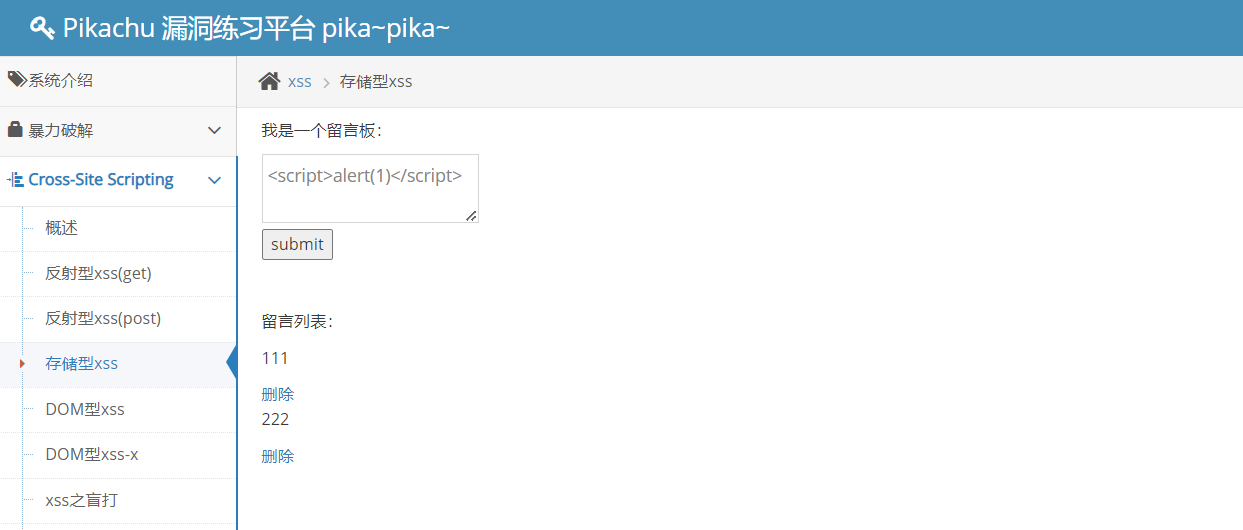 Pikachu 漏洞练习平台 pika~pika~
系统介绍
暴力破解
Cross-Site Scripting
概述
反射型xss(get)
反射型xss(post)
存储型xss
DOM型xss
DOM型xss-x
xss之盲打
xss 存储型xss
我是一个留言板：
<script>alert(1)</script>
submit
留言列表：
111
删除
222
删除